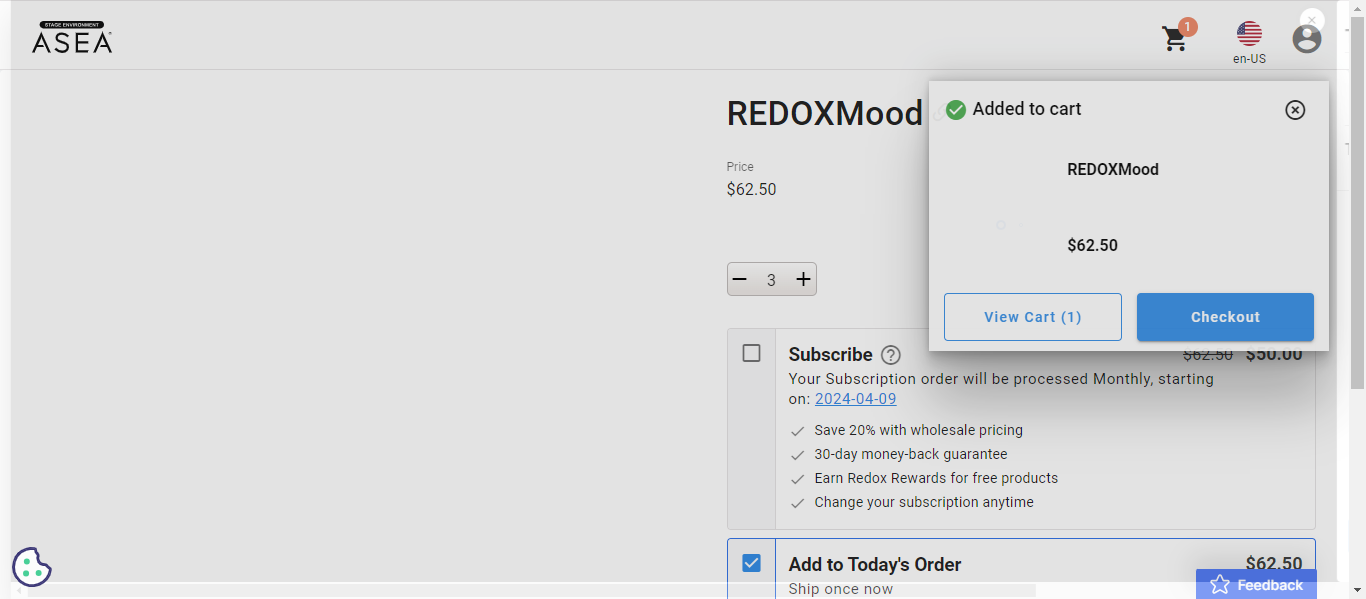 STAGE ENVIRONMENT
ASEA
1
en-US
REDOXMood
Price
$62.50
3
Added to cart
REDOXMood
$62.50
View Cart (1)
Checkout
Subscribe ?
$62.50 $50.00
Your Subscription order will be processed Monthly, starting
on: 2024-04-09
Save 20% with wholesale pricing
30-day money-back guarantee
Earn Redox Rewards for free products
Change your subscription anytime
Add to Today's Order
$62.50
Ship once now
Feedback